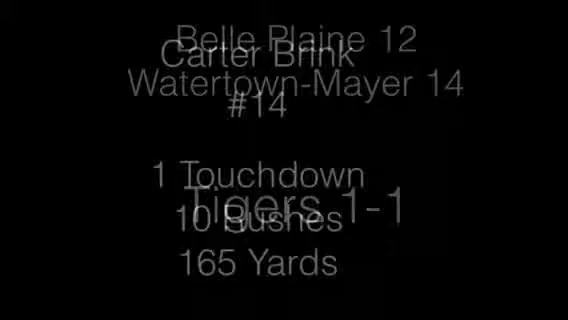 Belle Plaine 12
Carter Brink
Watertown-Mayer 14
#14
1 Touchdown
Tigers 1-1
10 Rushes
165 Yards